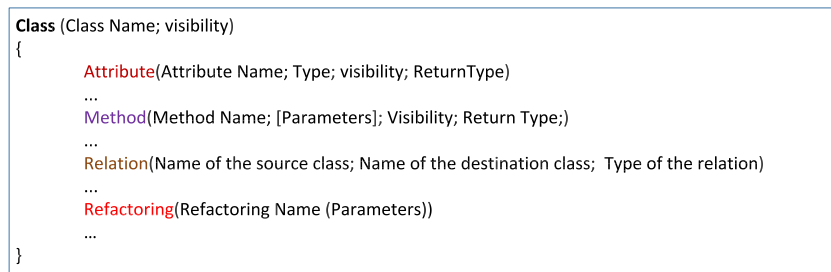 Class (Class Name; visibility)
{
Attribute(Attribute Name; Type; visibility; ReturnType)
...
Method(Method Name; [Parameters]; Visibility; Return Type;)
...
Relation(Name of the source class; Name of the destination class;  Type of the relation)
...
Refactoring(Refactoring Name (Parameters))
...
}